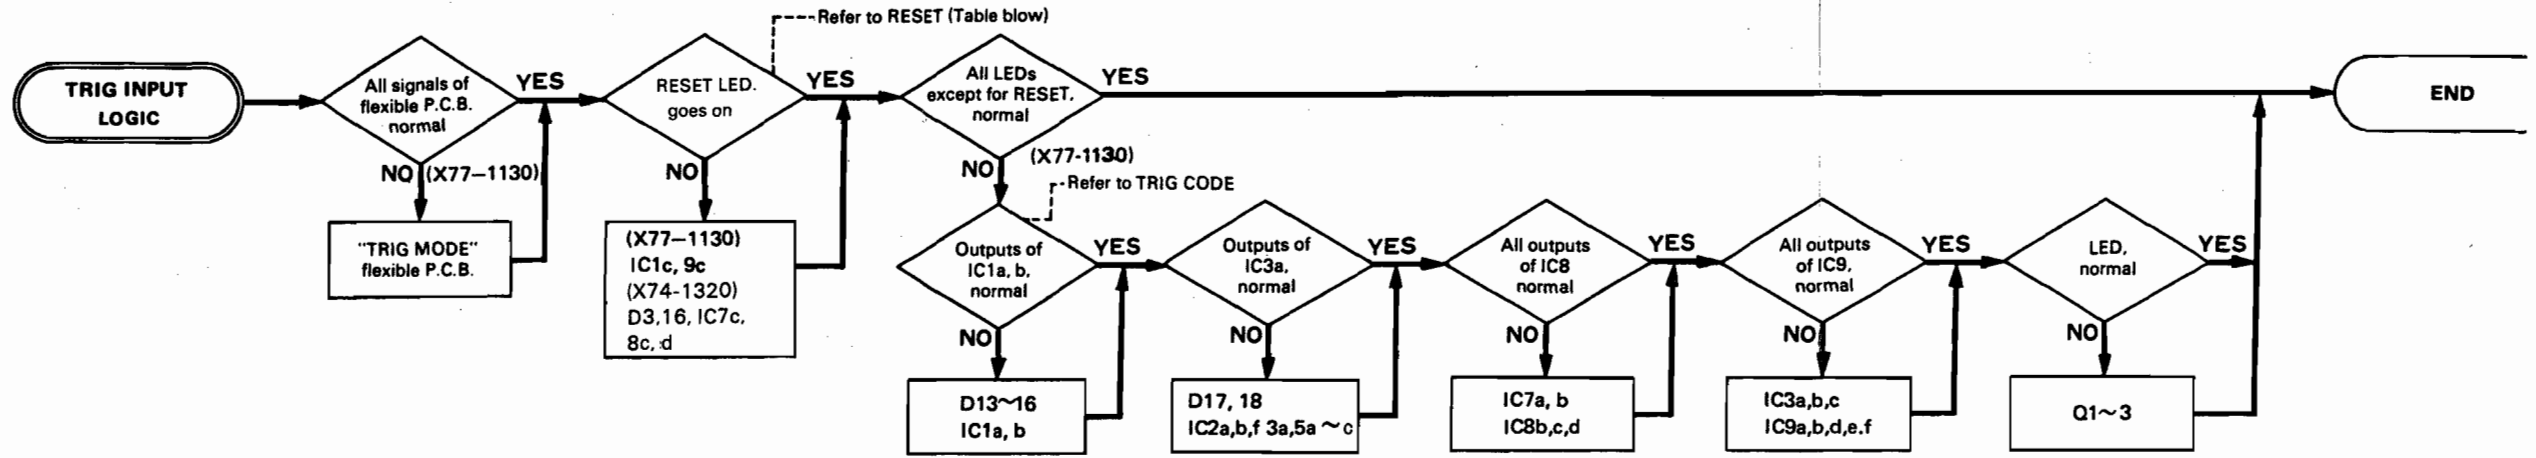 Refer to RESET (Table blow)
TRIG INPUT
LOGIC
All signals of
flexible P.C.B.
normal
YES
NO
(X77–1130)
"TRIG MODE"
flexible P.C.B.
RESET LED.
goes on
YES
NO
(X77–1130)
IC1c, 9c
(X74-1320)
D3,16, IC7c,
8c, d
All LEDs
except for RESET,
normal
YES
NO
(X77-1130)
Refer to TRIG CODE
Outputs of
IC1a, b,
normal
YES
NO
D13~16
IC1a, b
Outputs of
IC3a,
normal
YES
NO
D17, 18
IC2a,b,f 3a,5a ~ c
All outputs
of IC8
normal
YES
NO
IC7a, b
IC8b,c,d
All outputs
of IC9,
normal
YES
NO
IC3a,b,c
IC9a,b,d,e.f
LED,
normal
YES
NO
Q1~3
END